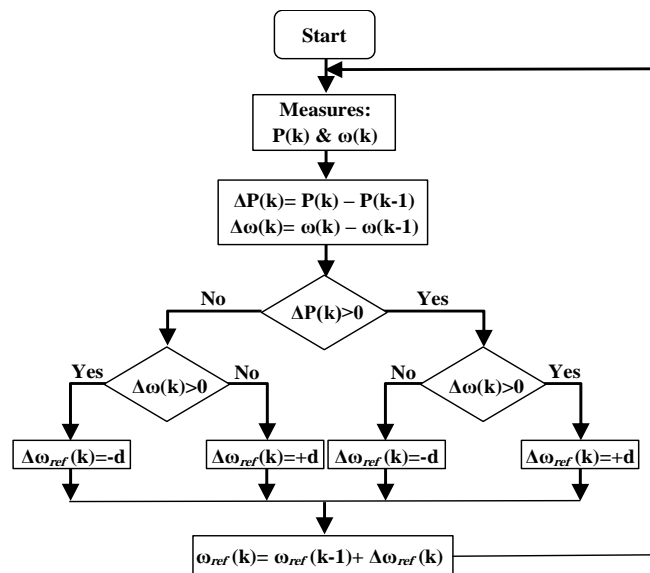 Start
Measures:
P(k) & ω(k)
ΔP(k)= P(k) – P(k-1)
Δω(k)= ω(k) – ω(k-1)
No
ΔP(k)>0
Yes
Yes
Δω(k)>0
No
No
Δω(k)>0
Yes
Δωref(k)=-d
Δωref(k)=+d
Δωref(k)=-d
Δωref(k)=+d
ωref(k)= ωref(k-1)+ Δωref(k)